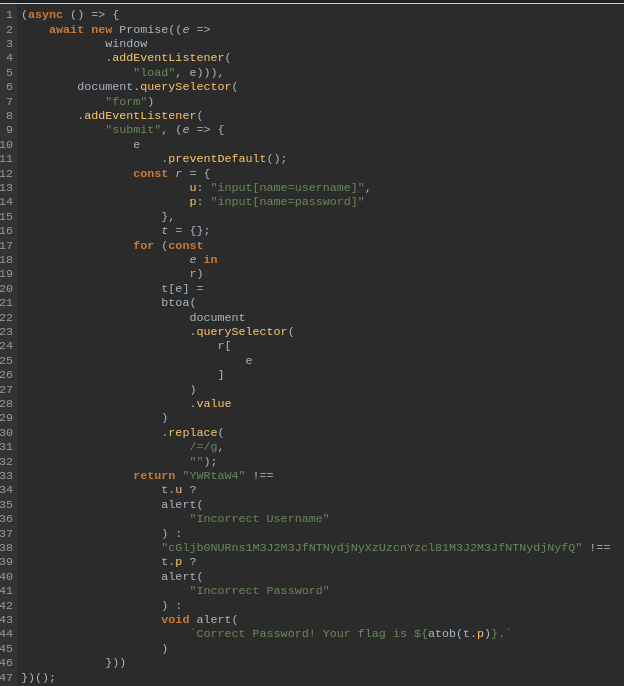 1 (async () => {
2 await new Promise((e =>
3 window
4 .addEventListener(
5 "load", e))),
6 document.querySelector(
7 "form")
8 .addEventListener(
9 "submit", (e => {
10 e
11 .preventDefault();
12 const r = {
13 u: "input[name=username]",
14 p: "input[name=password]"
15 },
16 t = {};
17 for (const
18 e in
19 r)
20 t[e] =
21 btoa(
22 document
23 .querySelector(
24 r[
25 e
26 ]
27 )
28 .value
29 )
30 .replace(
31 /=/g,
32 "");
33 return "YWRtaW4" !==
34 t.u ?
35 alert(
36 "Incorrect Username"
37 ) :
38 "cGljb0NURns1M3J2M3JfNTNydjNyXzUzcnYzcl81M3J2M3JfNTNydjNyfQ" !==
39 t.p ?
40 alert(
41 "Incorrect Password"
42 ) :
43 void alert(
44 `Correct Password! Your flag is ${atob(t.p)}.`
45 )
46 }))
47 })();